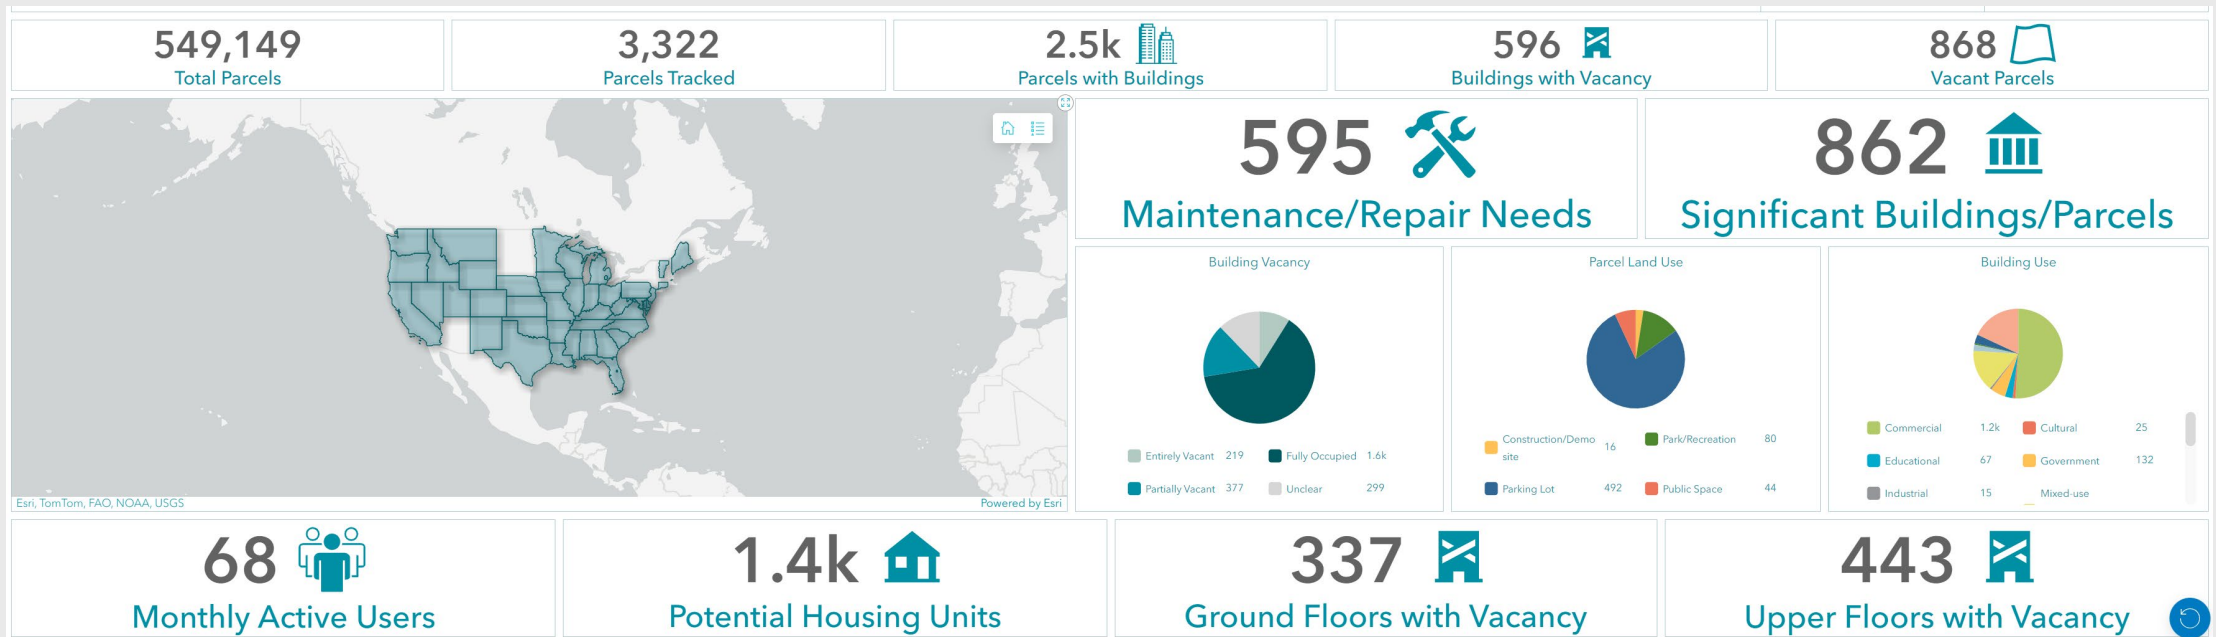 549,149
Total Parcels
3,322
Parcels Tracked
2.5k
Parcels with Buildings
596
Buildings with Vacancy
868
Vacant Parcels
Esri, TomTom, FAO, NOAA, USGS
Powered by Esri
595
Maintenance/Repair Needs
862
Significant Buildings/Parcels
Building Vacancy
Entirely Vacant 219 Fully Occupied 1.6k
Partially Vacant 377 Unclear 299
Parcel Land Use
Construction/Demo
site 16 Park/Recreation 80
Parking Lot 492 Public Space 44
Building Use
Commercial 1.2k Cultural 25
Educational 67 Government 132
Industrial 15 Mixed-use
68
Monthly Active Users
1.4k
Potential Housing Units
337
Ground Floors with Vacancy
443
Upper Floors with Vacancy